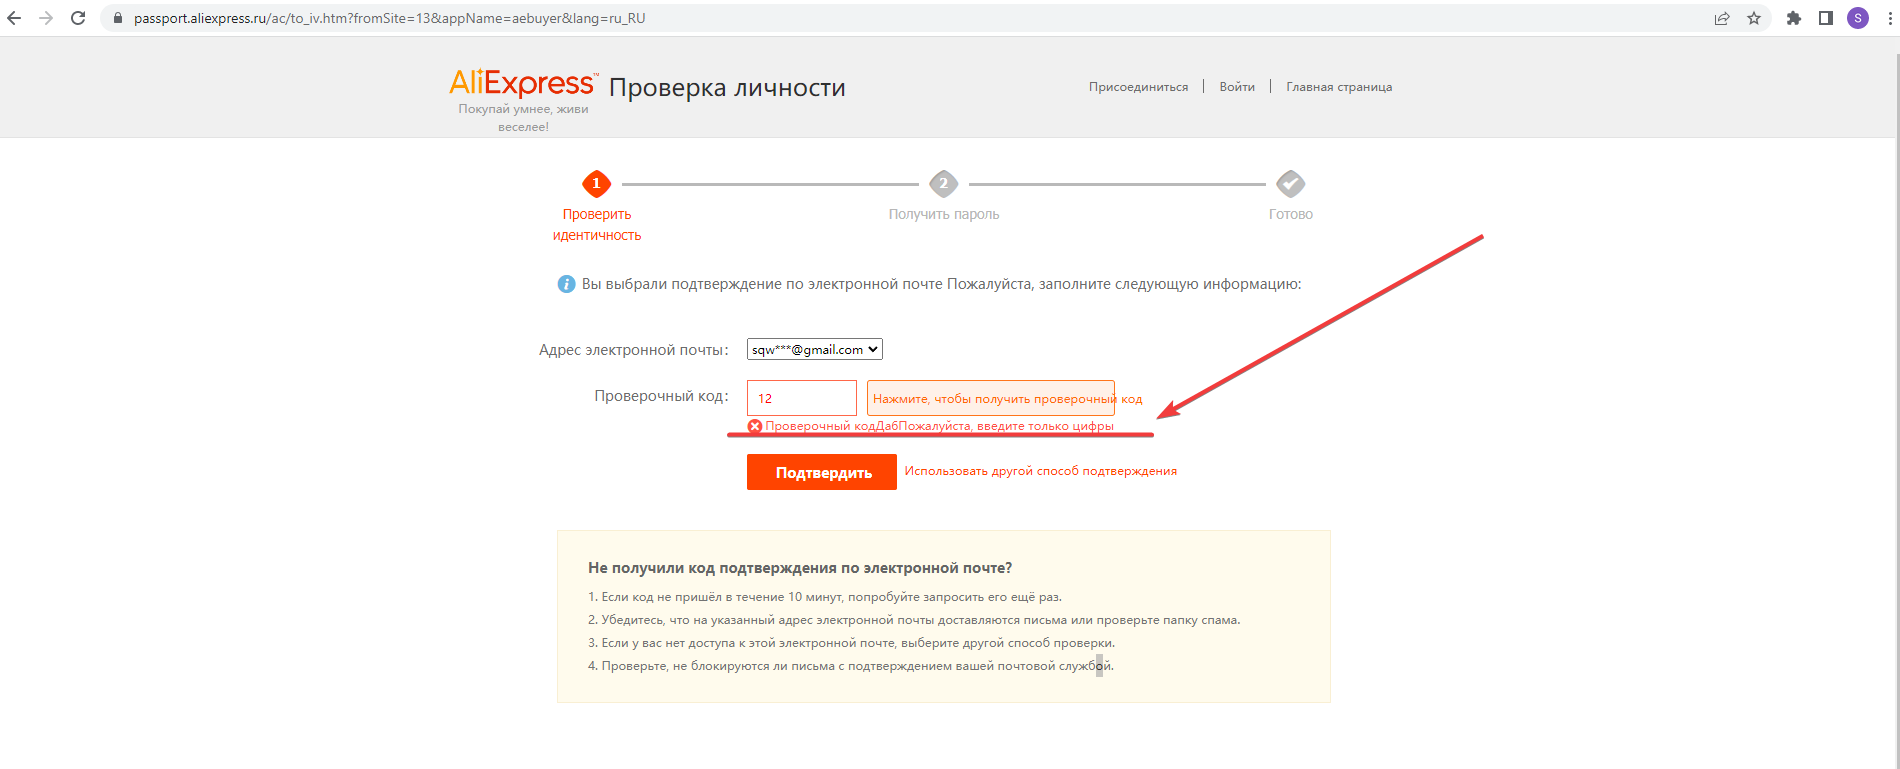 passport.aliexpress.ru/ac/to_iv.htm?fromSite=13&appName=aebuyer&lang=ru_RU
S
AliExpress™
Проверка личности
Присоединиться
Войти
Главная страница
Покупай умнее, живи
веселее!
1
2
Проверить
идентичность
Получить пароль
Готово
i
Вы выбрали подтверждение по электронной почте Пожалуйста, заполните следующую информацию:
Адрес электронной почты:
sqw***@gmail.com
Проверочный код:
12
Нажмите, чтобы получить проверочный код
Проверочный кодДабПожалуйста, введите только цифры
Подтвердить
Использовать другой способ подтверждения
Не получили код подтверждения по электронной почте?
1. Если код не пришёл в течение 10 минут, попробуйте запросить его ещё раз.
2. Убедитесь, что на указанный адрес электронной почты доставляются письма или проверьте папку спама.
3. Если у вас нет доступа к этой электронной почте, выберите другой способ проверки.
4. Проверьте, не блокируются ли письма с подтверждением вашей почтовой службой.